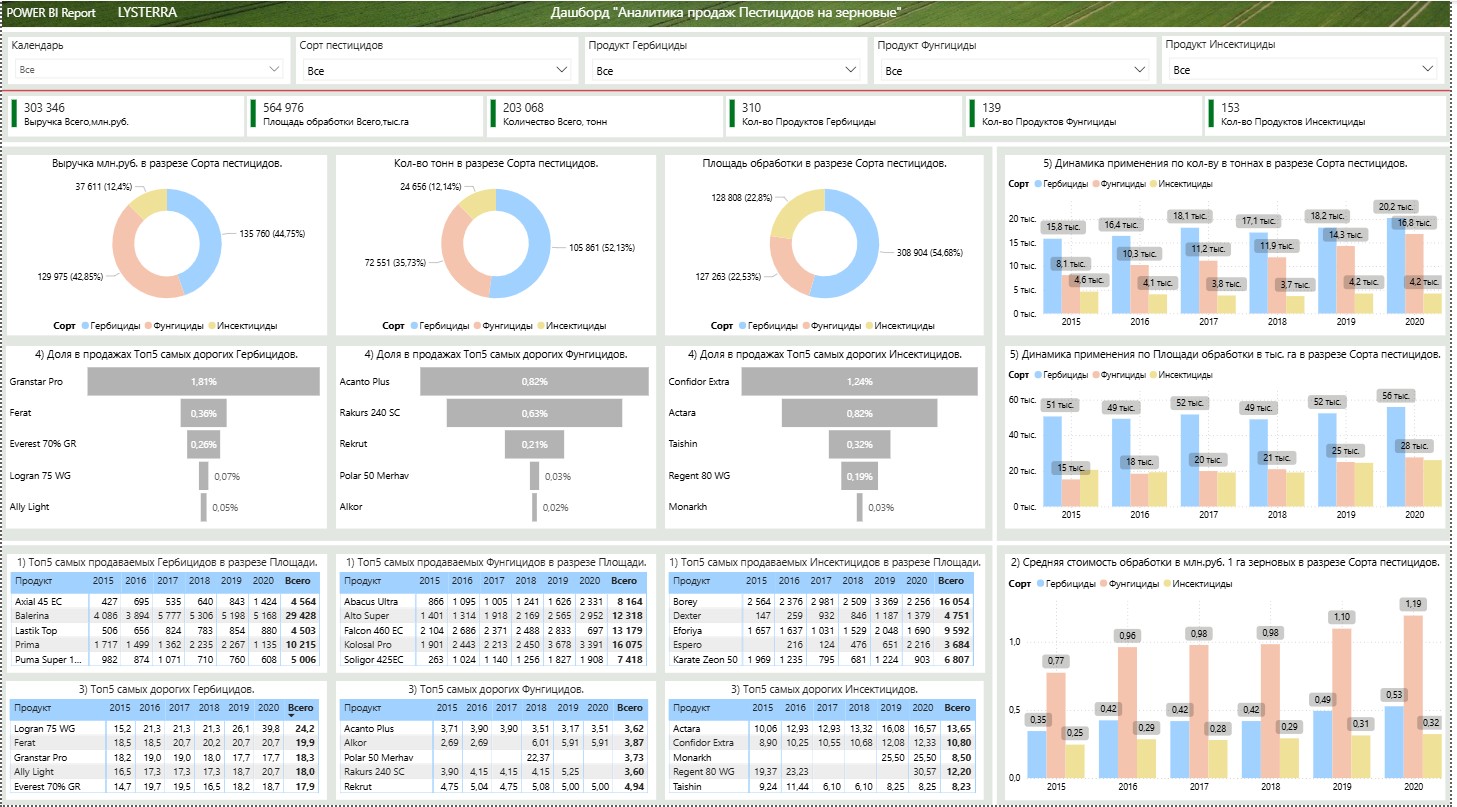 POWER BI Report LYSTERRA Дашборд "Аналитика продаж Пестицидов на зерновые"
Календарь
Все
Сорт пестицидов
Все
Продукт Гербициды
Все
Продукт Фунгициды
Все
Продукт Инсектициды
Все
303 346
Выручка Всего,млн.руб.
564 976
Площадь обработки Всего,тыс.га
203 068
Количество Всего, тонн
310
Кол-во Продуктов Гербициды
139
Кол-во Продуктов Фунгициды
153
Кол-во Продуктов Инсектициды
Выручка млн.руб. в разрезе Сорта пестицидов.
37 611 (12,4%)
135 760 (44,75%)
129 975 (42,85%)
Сорт Гербициды Фунгициды Инсектициды
Кол-во тонн в разрезе Сорта пестицидов.
24 656 (12,14%)
105 861 (52,13%)
72 551 (35,73%)
Сорт Гербициды Фунгициды Инсектициды
Площадь обработки в разрезе Сорта пестицидов.
128 808 (22,8%)
308 904 (54,68%)
127 263 (22,53%)
Сорт Гербициды Фунгициды Инсектициды
5) Динамика применения по кол-ву в тоннах в разрезе Сорта пестицидов.
Сорт Гербициды Фунгициды Инсектициды
20 тыс.
15 тыс.
10 тыс.
5 тыс.
0 тыс.
15,8 тыс. 8,1 тыс. 4,6 тыс.
16,4 тыс. 10,3 тыс. 4,1 тыс.
18,1 тыс. 11,2 тыс. 3,8 тыс.
17,1 тыс. 11,9 тыс. 3,7 тыс.
18,2 тыс. 14,3 тыс. 4,2 тыс.
20,2 тыс. 16,8 тыс. 4,2 тыс.
2015 2016 2017 2018 2019 2020
4) Доля в продажах Топ5 самых дорогих Гербицидов.
Granstar Pro 1,81%
Ferat 0,36%
Everest 70% GR 0,26%
Logran 75 WG 0,07%
Ally Light 0,05%
4) Доля в продажах Топ5 самых дорогих Фунгицидов.
Acanto Plus 0,82%
Rakurs 240 SC 0,63%
Rekrut 0,21%
Polar 50 Merhav 0,03%
Alkor 0,02%
4) Доля в продажах Топ5 самых дорогих Инсектицидов.
Confidor Extra 1,24%
Actara 0,82%
Taishin 0,32%
Regent 80 WG 0,19%
Monarkh 0,03%
5) Динамика применения по Площади обработки в тыс. га в разрезе Сорта пестицидов.
Сорт Гербициды Фунгициды Инсектициды
60 тыс.
40 тыс.
20 тыс.
0 тыс.
51 тыс. 15 тыс.
49 тыс. 18 тыс.
52 тыс. 20 тыс.
49 тыс. 21 тыс.
52 тыс. 25 тыс.
56 тыс. 28 тыс.
2015 2016 2017 2018 2019 2020
1) Топ5 самых продаваемых Гербицидов в разрезе Площади.
Продукт 2015 2016 2017 2018 2019 2020 Всего
Axial 45 EC 427 695 535 640 843 1 424 4 564
Balerina 4 086 3 894 5 777 5 306 5 198 5 168 29 428
Lastik Top 506 656 824 783 854 880 4 503
Prima 1 717 1 499 1 362 2 235 2 267 1 135 10 215
Puma Super 1... 982 874 1 071 710 760 608 5 006
1) Топ5 самых продаваемых Фунгицидов в разрезе Площади.
Продукт 2015 2016 2017 2018 2019 2020 Всего
Abacus Ultra 866 1 095 1 005 1 241 1 626 2 331 8 164
Alto Super 1 401 1 314 1 918 2 169 2 565 2 952 12 318
Falcon 460 EC 2 104 2 686 2 371 2 488 2 833 697 13 179
Kolosal Pro 1 901 2 443 2 213 2 450 3 678 3 391 16 075
Soligor 425EC 263 1 024 1 140 1 256 1 827 1 908 7 418
1) Топ5 самых продаваемых Инсектицидов в разрезе Площади.
Продукт 2015 2016 2017 2018 2019 2020 Всего
Borey 2 564 2 376 2 981 2 509 3 369 2 256 16 054
Dexter 147 259 932 846 1 187 1 379 4 751
Eforiya 1 657 1 637 1 031 1 529 2 048 1 690 9 592
Espero 216 124 476 651 2 216 3 684
Karate Zeon 50 1 969 1 235 795 681 1 224 903 6 807
2) Средняя стоимость обработки в млн.руб. 1 га зерновых в разрезе Сорта пестицидов.
Сорт Гербициды Фунгициды Инсектициды
1,0
0,5
0,0
0,35 0,77 0,25
0,42 0,96 0,29
0,42 0,98 0,28
0,42 0,98 0,29
0,49 1,10 0,31
0,53 1,19 0,32
2015 2016 2017 2018 2019 2020
3) Топ5 самых дорогих Гербицидов.
Продукт 2015 2016 2017 2018 2019 2020 Всего
Logran 75 WG 15,2 21,3 21,3 21,3 26,1 39,8 24,2
Ferat 18,5 18,5 20,7 20,2 20,7 20,7 19,9
Granstar Pro 18,2 19,0 19,0 18,0 17,7 17,7 18,3
Ally Light 16,5 17,3 17,3 17,3 18,7 20,7 18,0
Everest 70% GR 14,7 19,7 19,5 16,5 18,2 18,7 17,9
3) Топ5 самых дорогих Фунгицидов.
Продукт 2015 2016 2017 2018 2019 2020 Всего
Acanto Plus 3,71 3,90 3,90 3,51 3,17 3,51 3,62
Alkor 2,69 2,69 6,01 5,91 5,91 3,87
Polar 50 Merhav 22,37 3,73
Rakurs 240 SC 3,90 4,15 4,15 4,15 5,25 3,60
Rekrut 4,75 5,04 4,75 5,08 5,00 5,00 4,94
3) Топ5 самых дорогих Инсектицидов.
Продукт 2015 2016 2017 2018 2019 2020 Всего
Actara 10,06 12,93 12,93 13,32 16,08 16,57 13,65
Confidor Extra 8,90 10,25 10,55 10,68 12,08 12,33 10,80
Monarkh 25,50 25,50 8,50
Regent 80 WG 19,37 23,23 30,57 12,20
Taishin 9,24 11,44 6,10 6,10 8,25 8,25 8,23